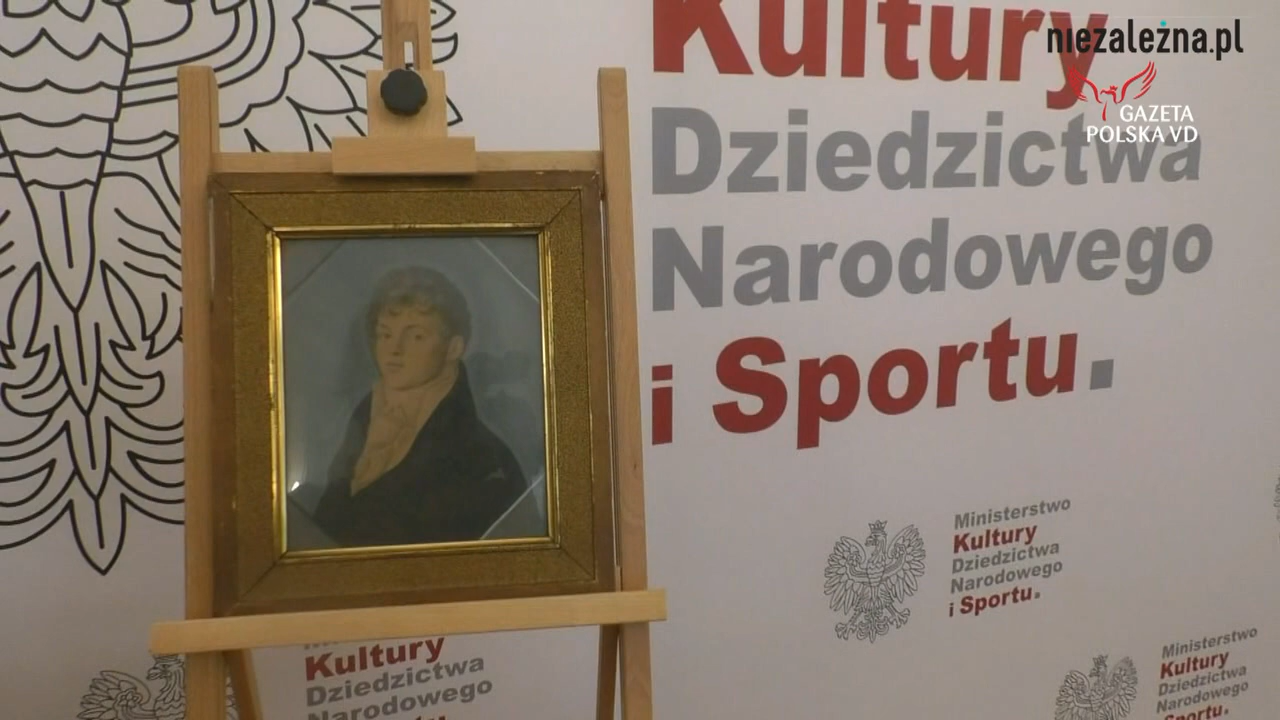 niezależna.pl
GAZETA
POLSKA VD
Kultury
Dziedzictwa
Narodowego
i Sportu.
Ministerstwo
Kultury
Dziedzictwa
Narodowego
i Sportu.
Ministerstwo
Kultury
Dziedzictwa
Narodowego
Sportu.
Kultury
Dziedzictwa
Narodowego